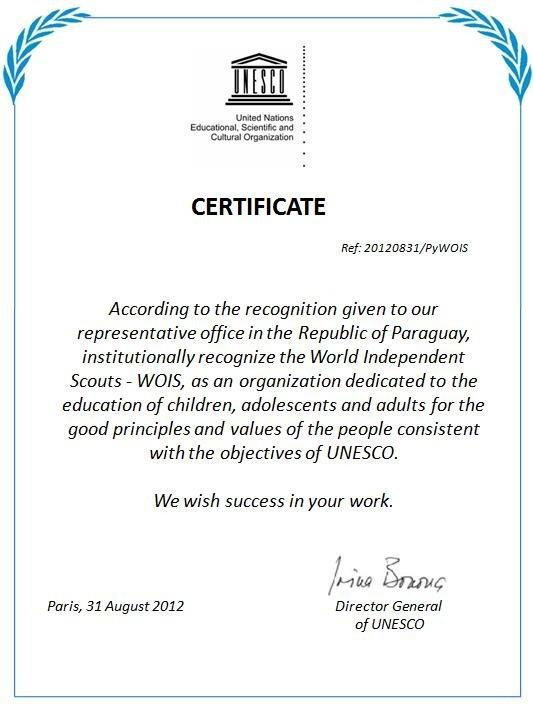 UNESCO
United Nations
Educational, Scientific and
Cultural Organization
CERTIFICATE
Ref: 20120831/PyWOIS
According to the recognition given to our
representative office in the Republic of Paraguay,
institutionally recognize the World Independent
Scouts - WOIS, as an organization dedicated to the
education of children, adolescents and adults for the
good principles and values of the people consistent
with the objectives of UNESCO.
We wish success in your work.
Irina Bokova
Paris, 31 August 2012
Director General
of UNESCO